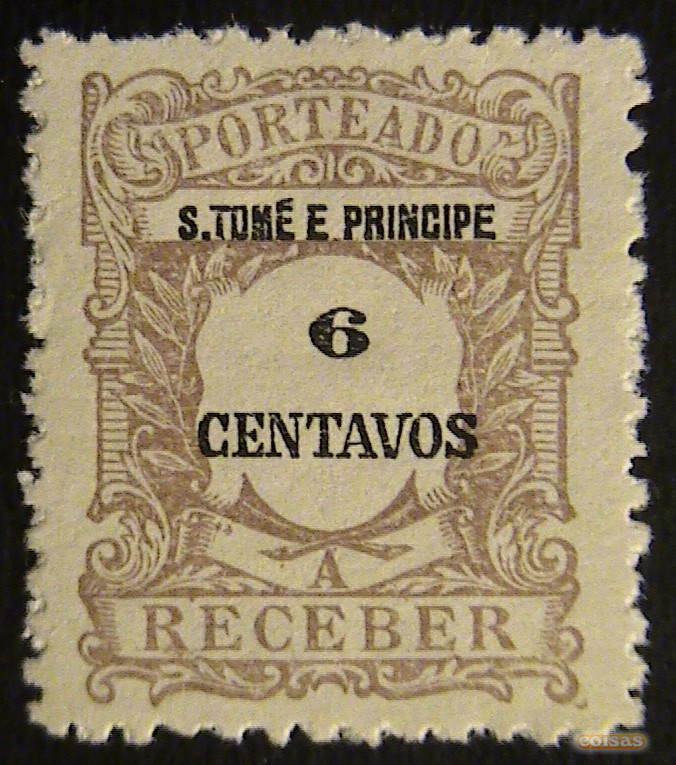 PORTEADO
S.TOMÉ E PRINCIPE
6
CENTAVOS
A
RECEBER
coisas